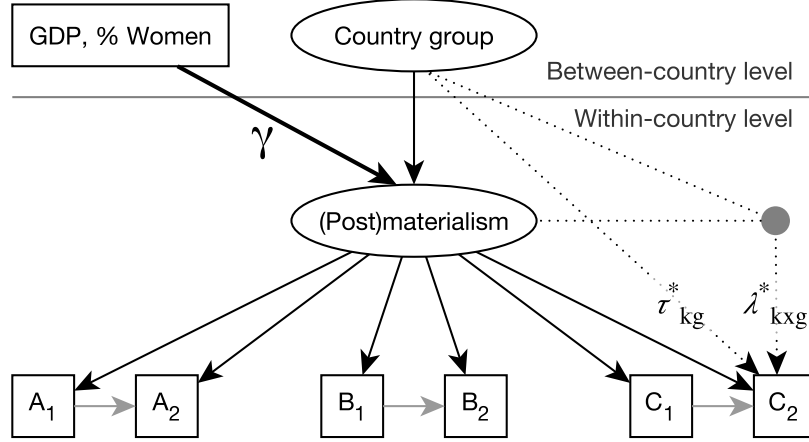 GDP, % Women
Country group
Between-country level
Within-country level
γ
(Post)materialism
τ*kg
λ*kxg
A1
A2
B1
B2
C1
C2